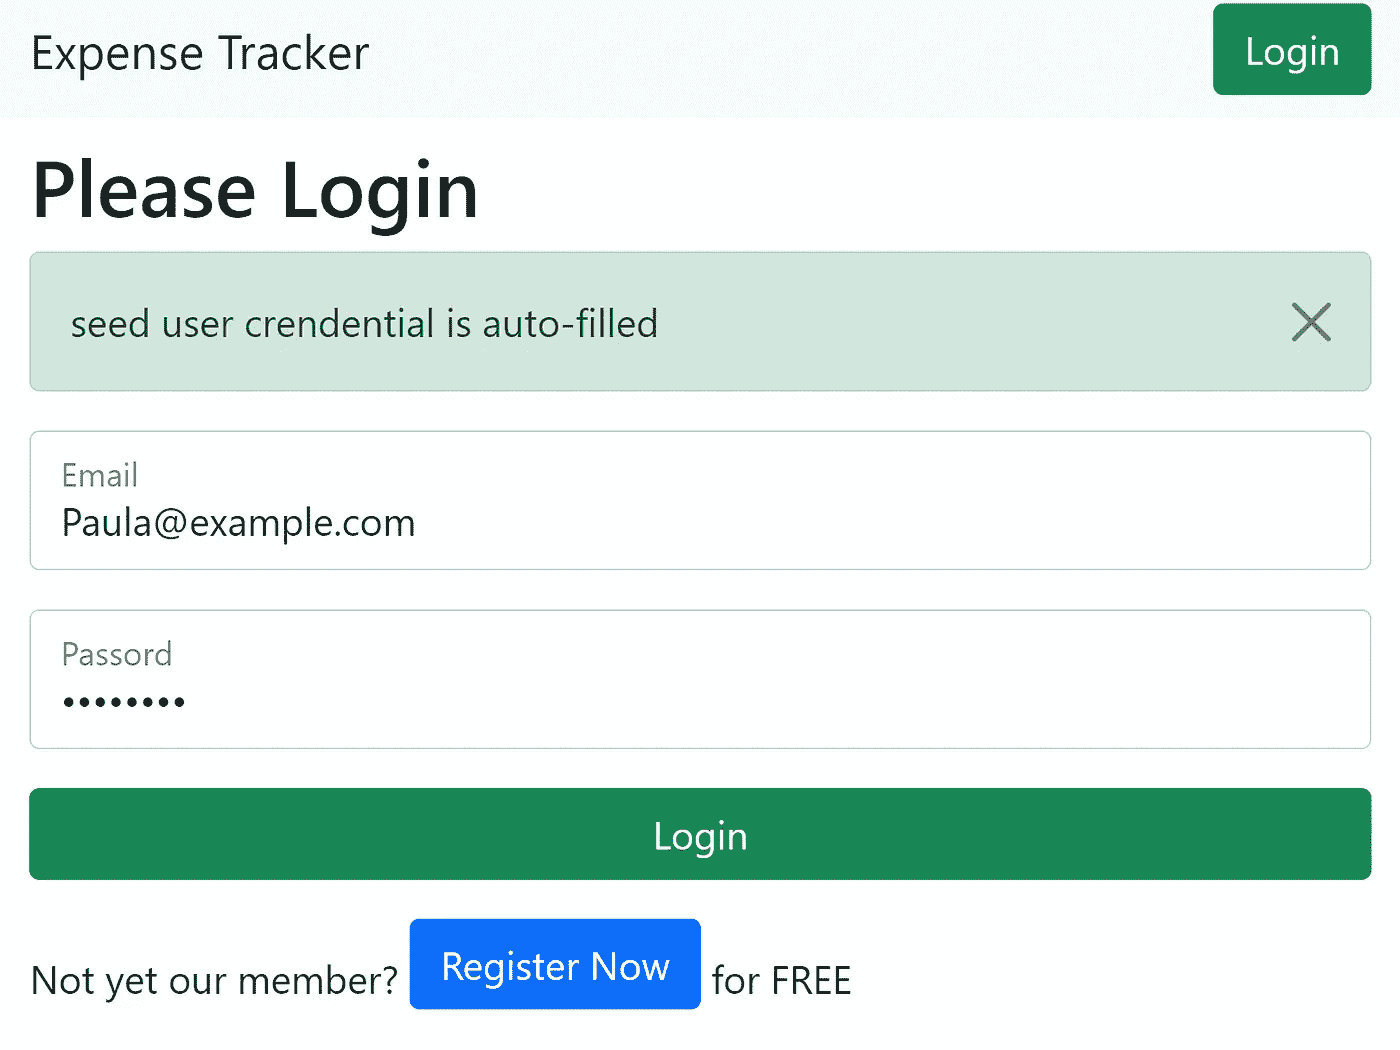 Expense Tracker Login
Please Login
seed user crendential is auto-filled
Email
Paula@example.com
Passord
••••••••
Login
Not yet our member? Register Now for FREE